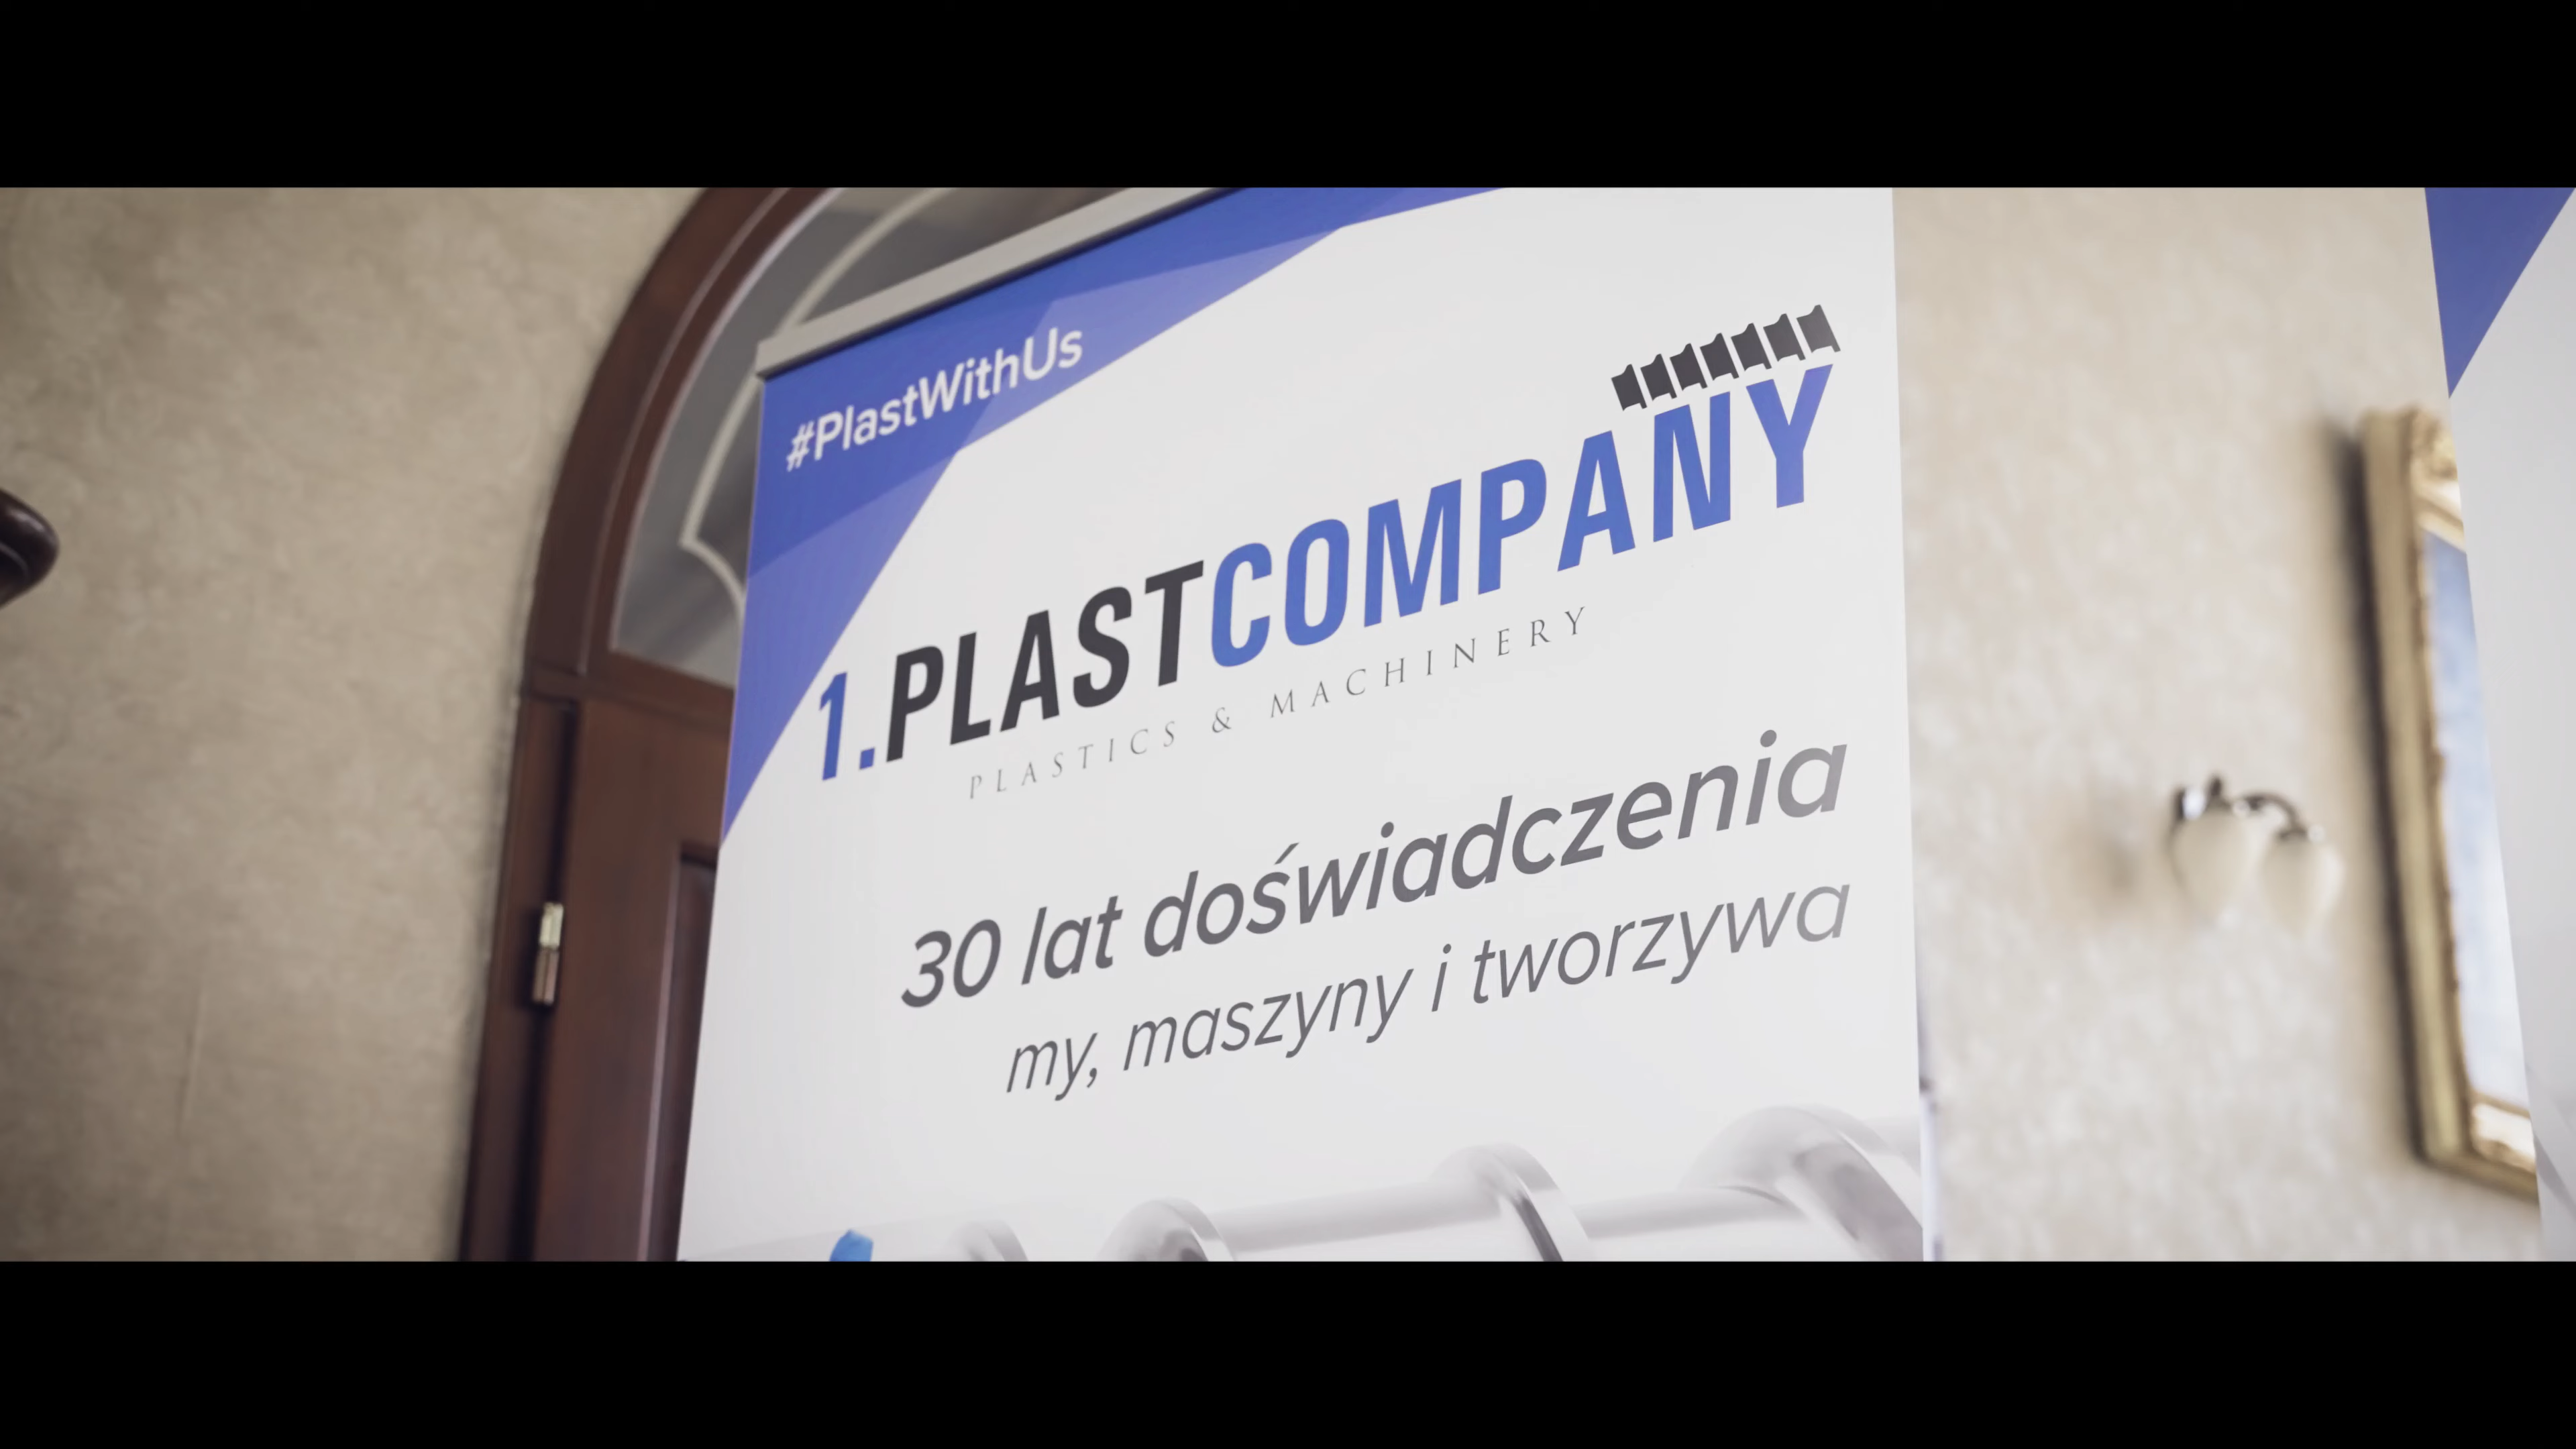 #PlastWithUs
1.PLASTCOMPANY
PLASTICS & MACHINERY
30 lat doświadczenia
my, maszyny i tworzywa